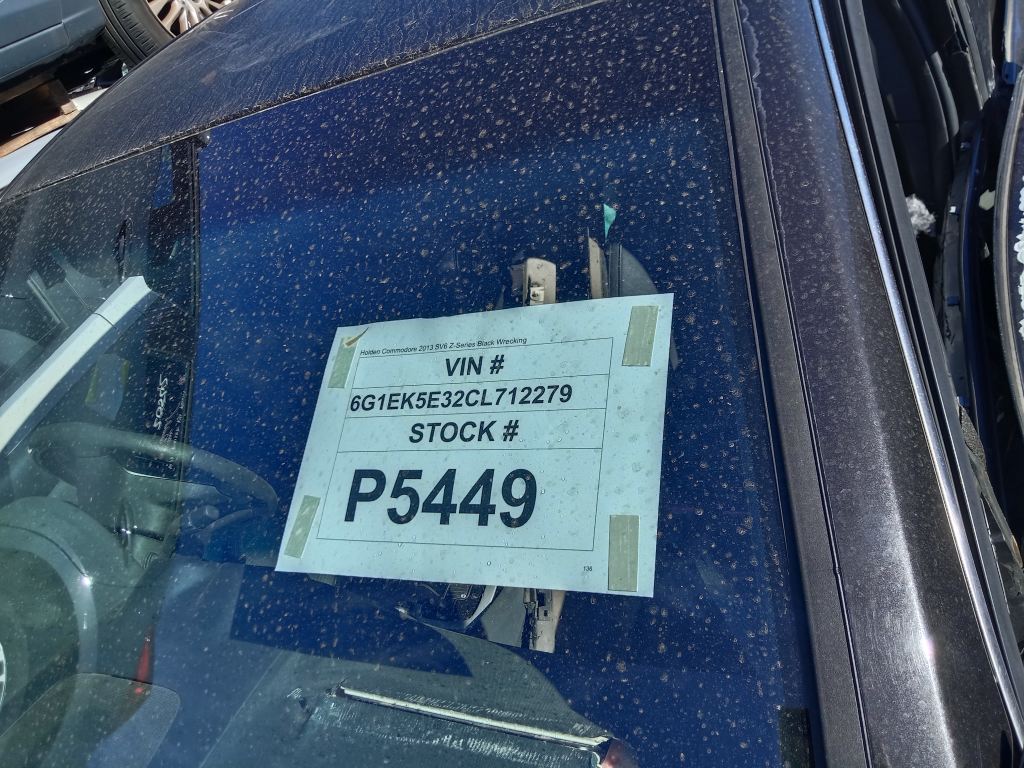 Holden Commodore 2013 SV6 Z-Series Black Wrecking
VIN #
6G1EK5E32CL712279
STOCK #
P5449
136